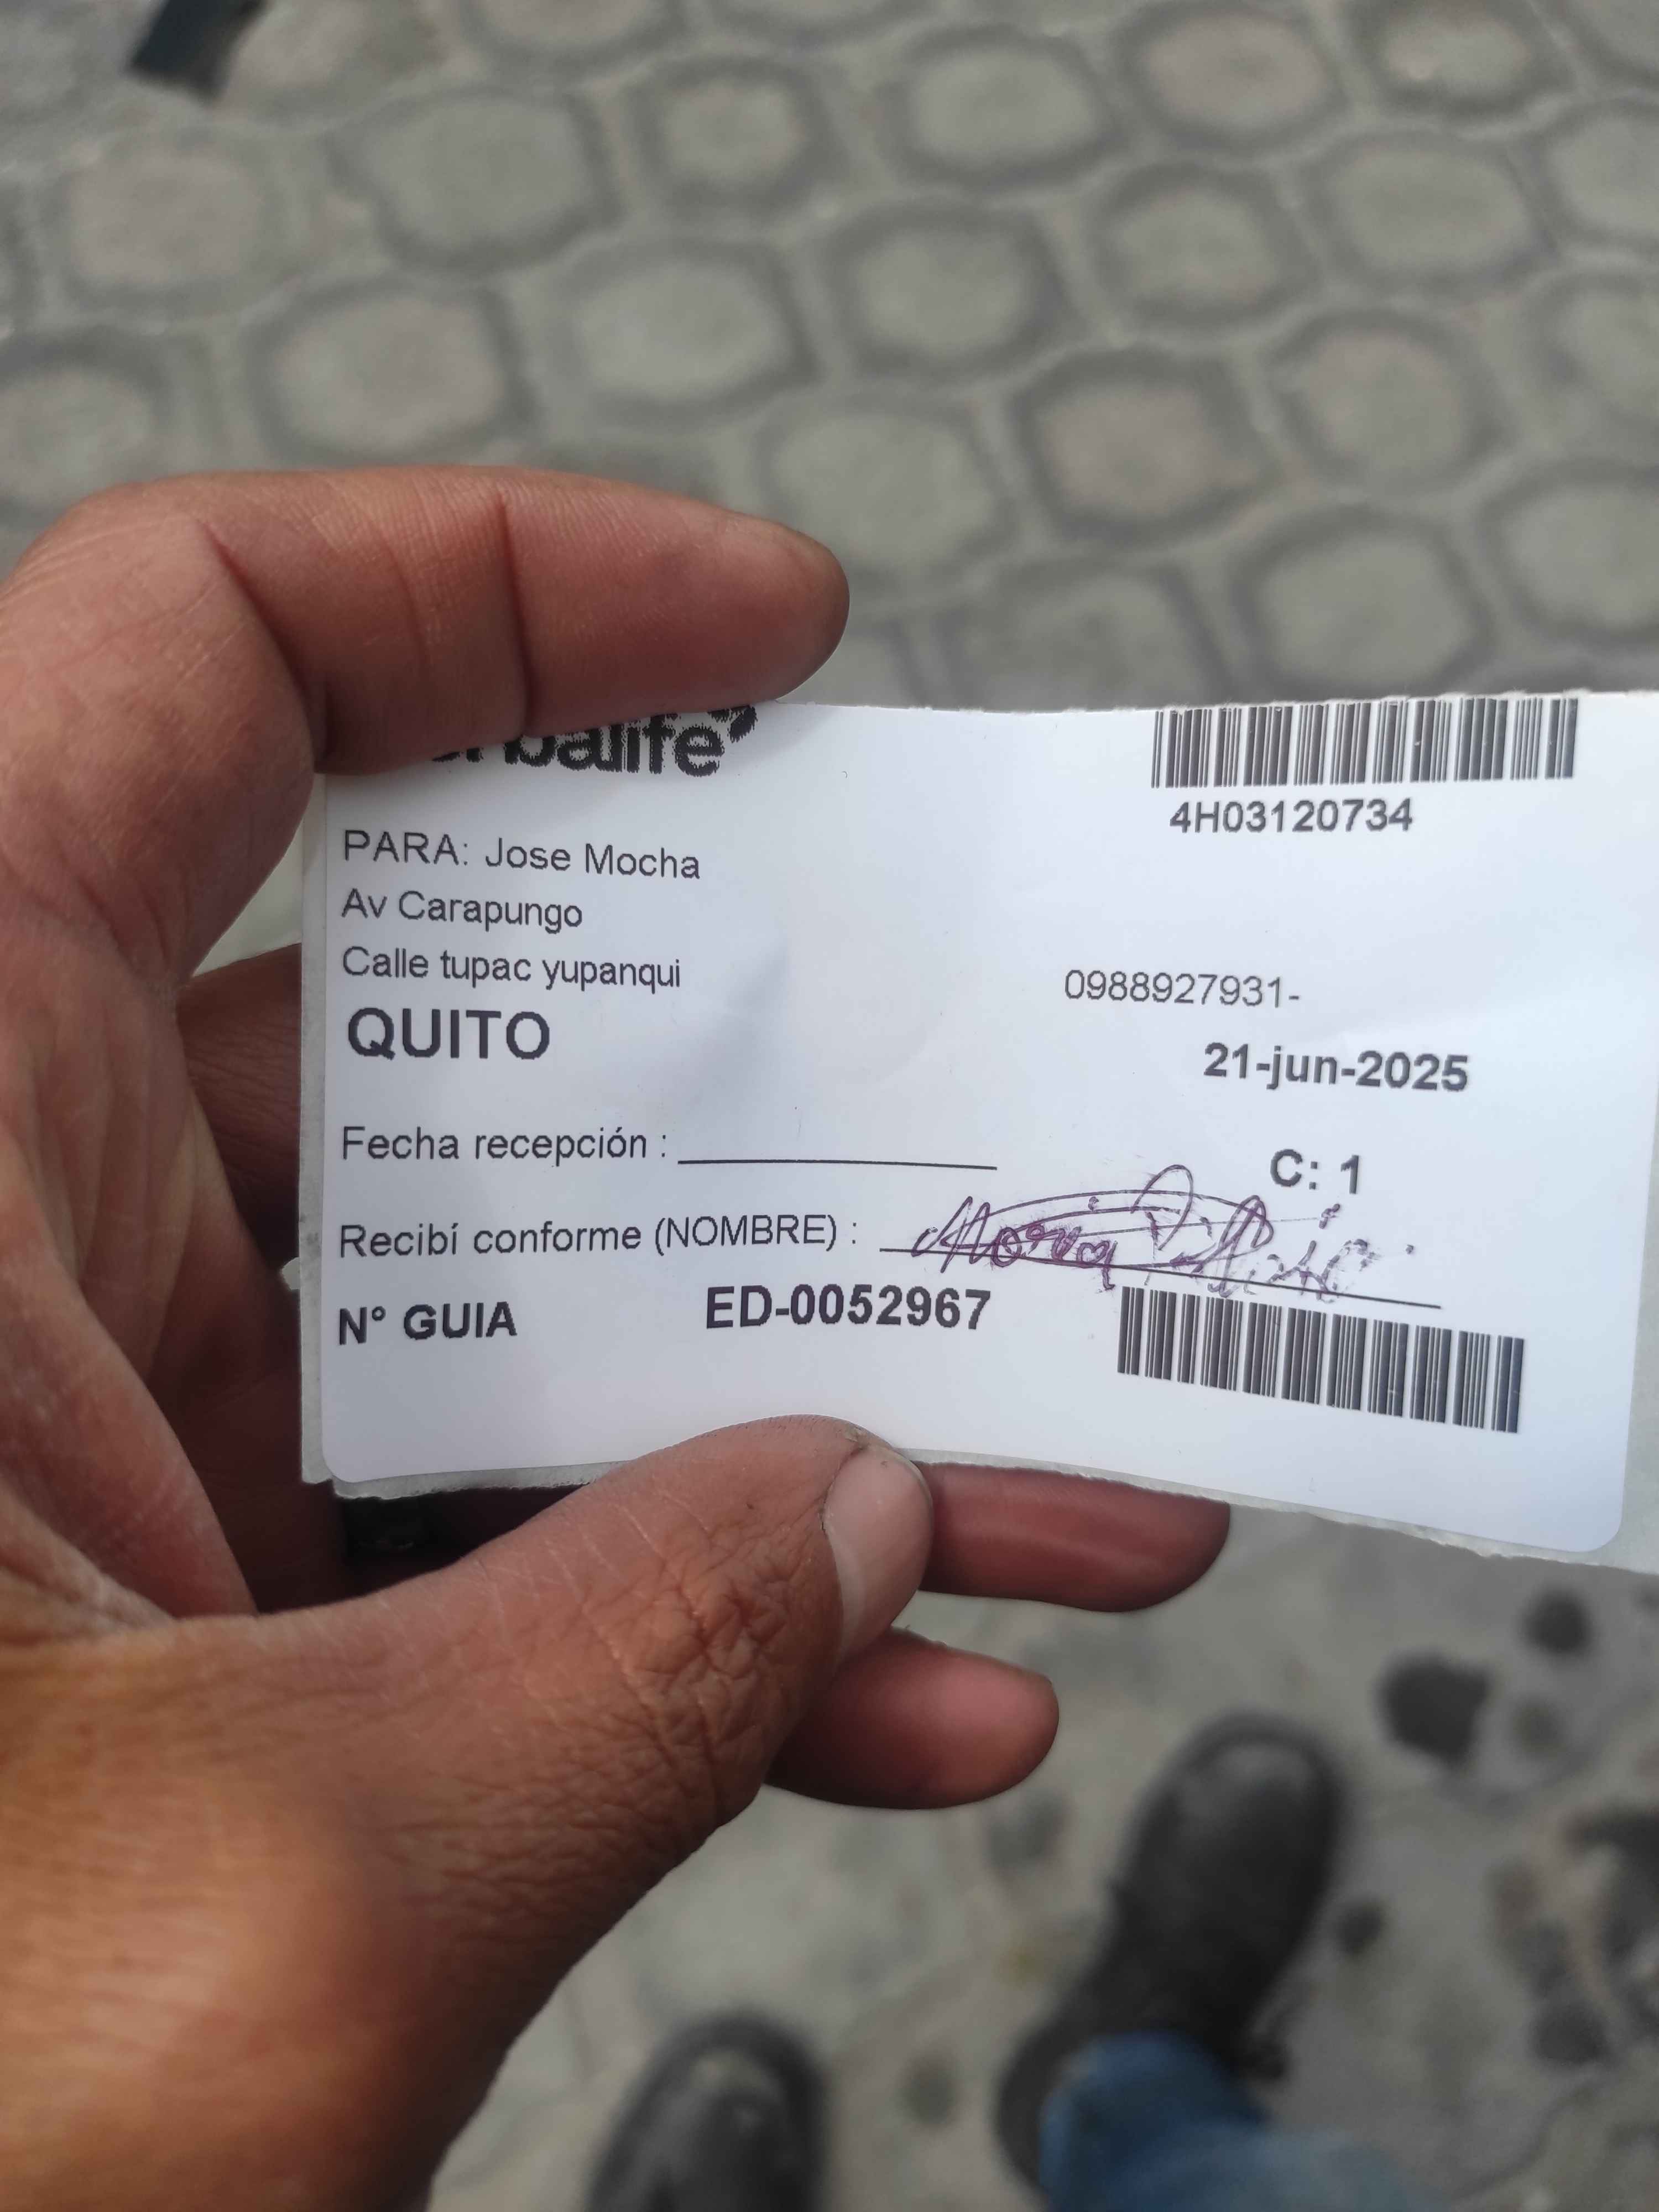 erbalife
4H03120734
PARA: Jose Mocha
Av Carapungo
Calle tupac yupanqui
0988927931-
QUITO
21-jun-2025
Fecha recepción :
C: 1
Recibí conforme (NOMBRE) :
N° GUIA ED-0052967